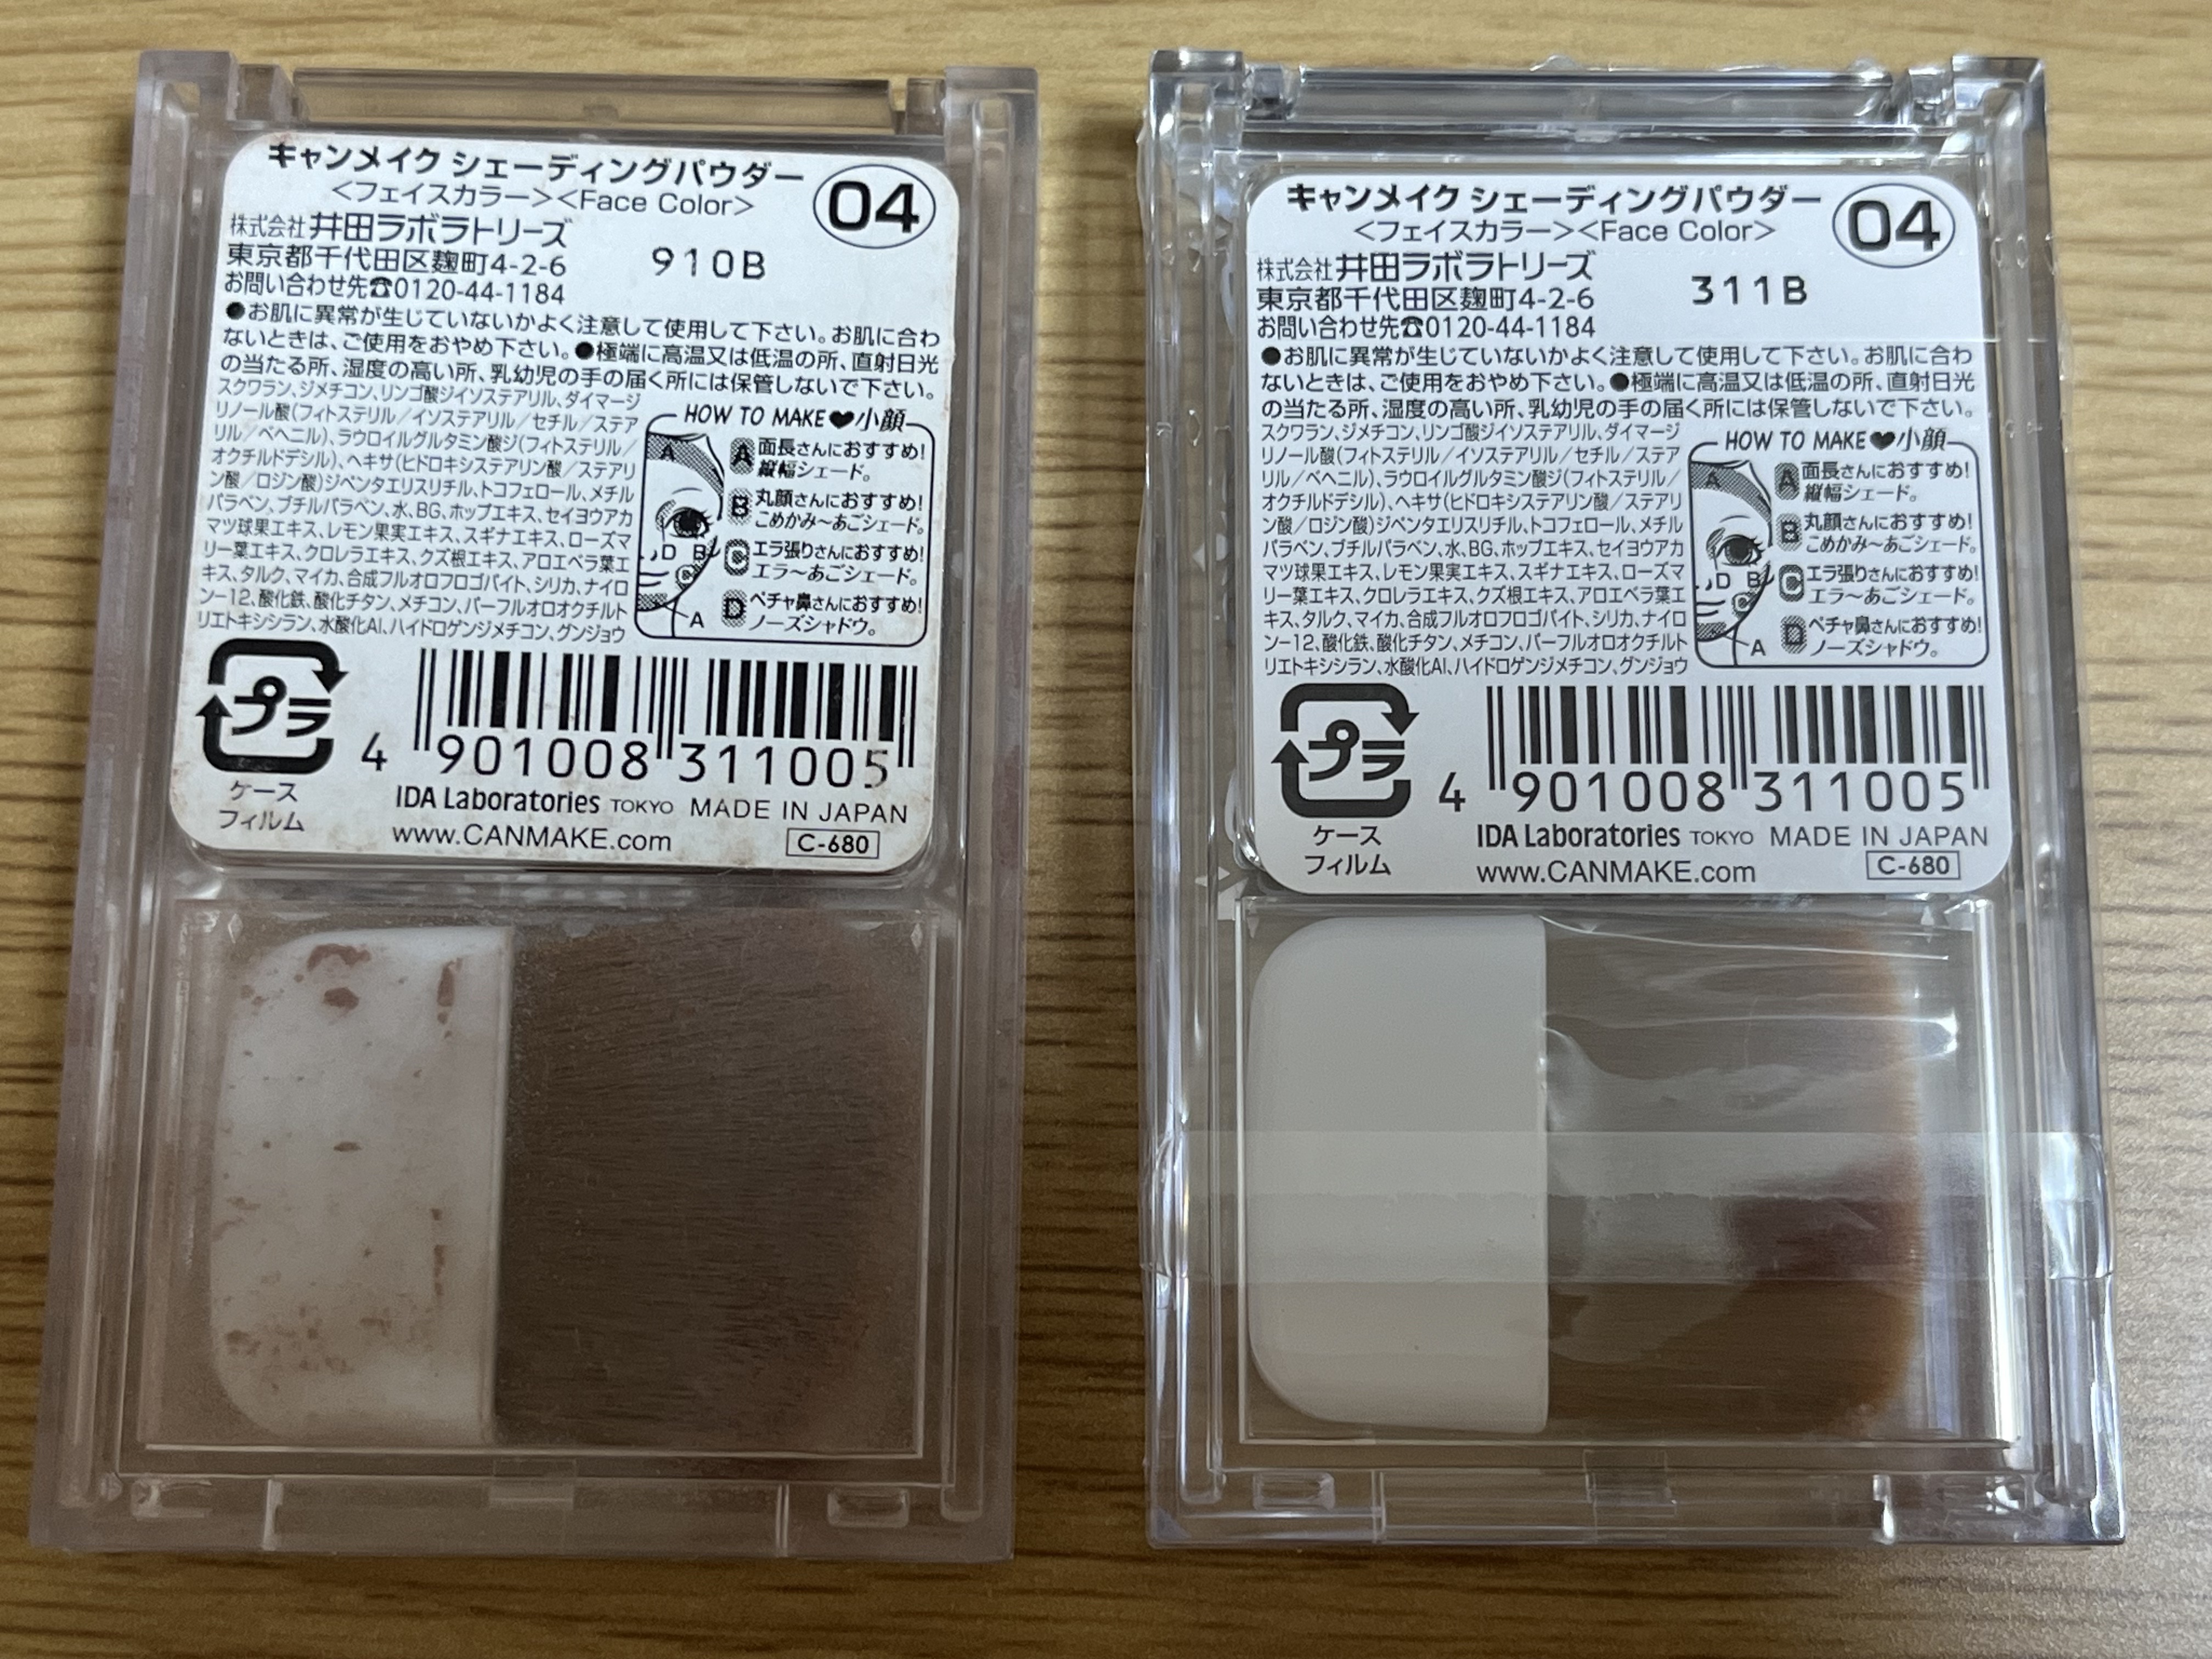 キャンメイク シェーディングパウダー
<フェイスカラー><Face Color>
04
株式会社 井田ラボラトリーズ
東京都千代田区麹町4-2-6
910B
お問い合わせ先☎0120-44-1184
●お肌に異常が生じていないかよく注意して使用して下さい。お肌に合わ
ないときは、ご使用をおやめ下さい。●極端に高温又は低温の所、直射日光
の当たる所、湿度の高い所、乳幼児の手の届く所には保管しないで下さい。
スクワラン、ジメチコン、リンゴ酸ジイソステアリル、ダイマージ
リノール酸(フィトステリル/イソステアリル/セチル/ステア
リル/ベヘニル)、ラウロイルグルタミン酸ジ(フィトステリル/
オクチルドデシル)、ヘキサ(ヒドロキシステアリン酸/ステアリ
ン酸/ロジン酸)ジペンタエリスリチル、トコフェロール、メチル
パラベン、ブチルパラベン、水、BG、ホップエキス、セイヨウアカ
マツ球果エキス、レモン果実エキス、スギナエキス、ローズマ
リー葉エキス、クロレラエキス、クズ根エキス、アロエベラ葉エ
キス、タルク、マイカ、合成フルオロフロゴパイト、シリカ、ナイロ
ン-12、酸化鉄、酸化チタン、メチコン、パーフルオロオクチルト
リエトキシシラン、水酸化Al、ハイドロゲンジメチコン、グンジョウ
HOW TO MAKE♥小顔
A
D B
C
A
A 面長さんにおすすめ!
縦幅シェード。
B 丸顔さんにおすすめ!
こめかみ~あごシェード。
C エラ張りさんにおすすめ!
エラ~あごシェード。
D ペチャ鼻さんにおすすめ!
ノーズシャドウ。
プラ
ケース
フィルム
4 901008 311005
IDA Laboratories TOKYO MADE IN JAPAN
www.CANMAKE.com
C-680
キャンメイク シェーディングパウダー
<フェイスカラー><Face Color>
04
株式会社 井田ラボラトリーズ
東京都千代田区麹町4-2-6
311B
お問い合わせ先☎0120-44-1184
●お肌に異常が生じていないかよく注意して使用して下さい。お肌に合わ
ないときは、ご使用をおやめ下さい。●極端に高温又は低温の所、直射日光
の当たる所、湿度の高い所、乳幼児の手の届く所には保管しないで下さい。
スクワラン、ジメチコン、リンゴ酸ジイソステアリル、ダイマージ
リノール酸(フィトステリル/イソステアリル/セチル/ステア
リル/ベヘニル)、ラウロイルグルタミン酸ジ(フィトステリル/
オクチルドデシル)、ヘキサ(ヒドロキシステアリン酸/ステアリ
ン酸/ロジン酸)ジペンタエリスリチル、トコフェロール、メチル
パラベン、ブチルパラベン、水、BG、ホップエキス、セイヨウアカ
マツ球果エキス、レモン果実エキス、スギナエキス、ローズマ
リー葉エキス、クロレラエキス、クズ根エキス、アロエベラ葉エ
キス、タルク、マイカ、合成フルオロフロゴパイト、シリカ、ナイロ
ン-12、酸化鉄、酸化チタン、メチコン、パーフルオロオクチルト
リエトキシシラン、水酸化Al、ハイドロゲンジメチコン、グンジョウ
HOW TO MAKE♥小顔
A
D B
C
A
A 面長さんにおすすめ!
縦幅シェード。
B 丸顔さんにおすすめ!
こめかみ~あごシェード。
C エラ張りさんにおすすめ!
エラ~あごシェード。
D ペチャ鼻さんにおすすめ!
ノーズシャドウ。
プラ
ケース
フィルム
4 901008 311005
IDA Laboratories TOKYO MADE IN JAPAN
www.CANMAKE.com
C-680